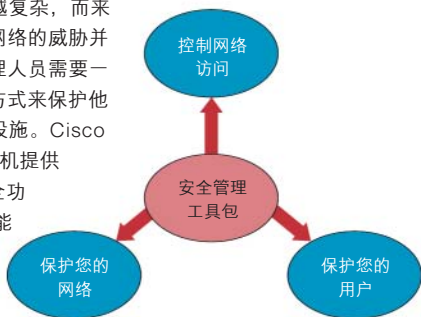 越复杂，而来
网络的威胁并
理人员需要一
方式来保护他
设施。Cisco
机提供
全功
能
控制网络
访问
安全管理
工具包
保护您的
网络
保护您的
用户